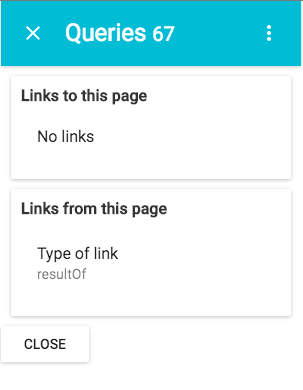 Queries 67
Links to this page
No links
Links from this page
Type of link
resultOf
CLOSE